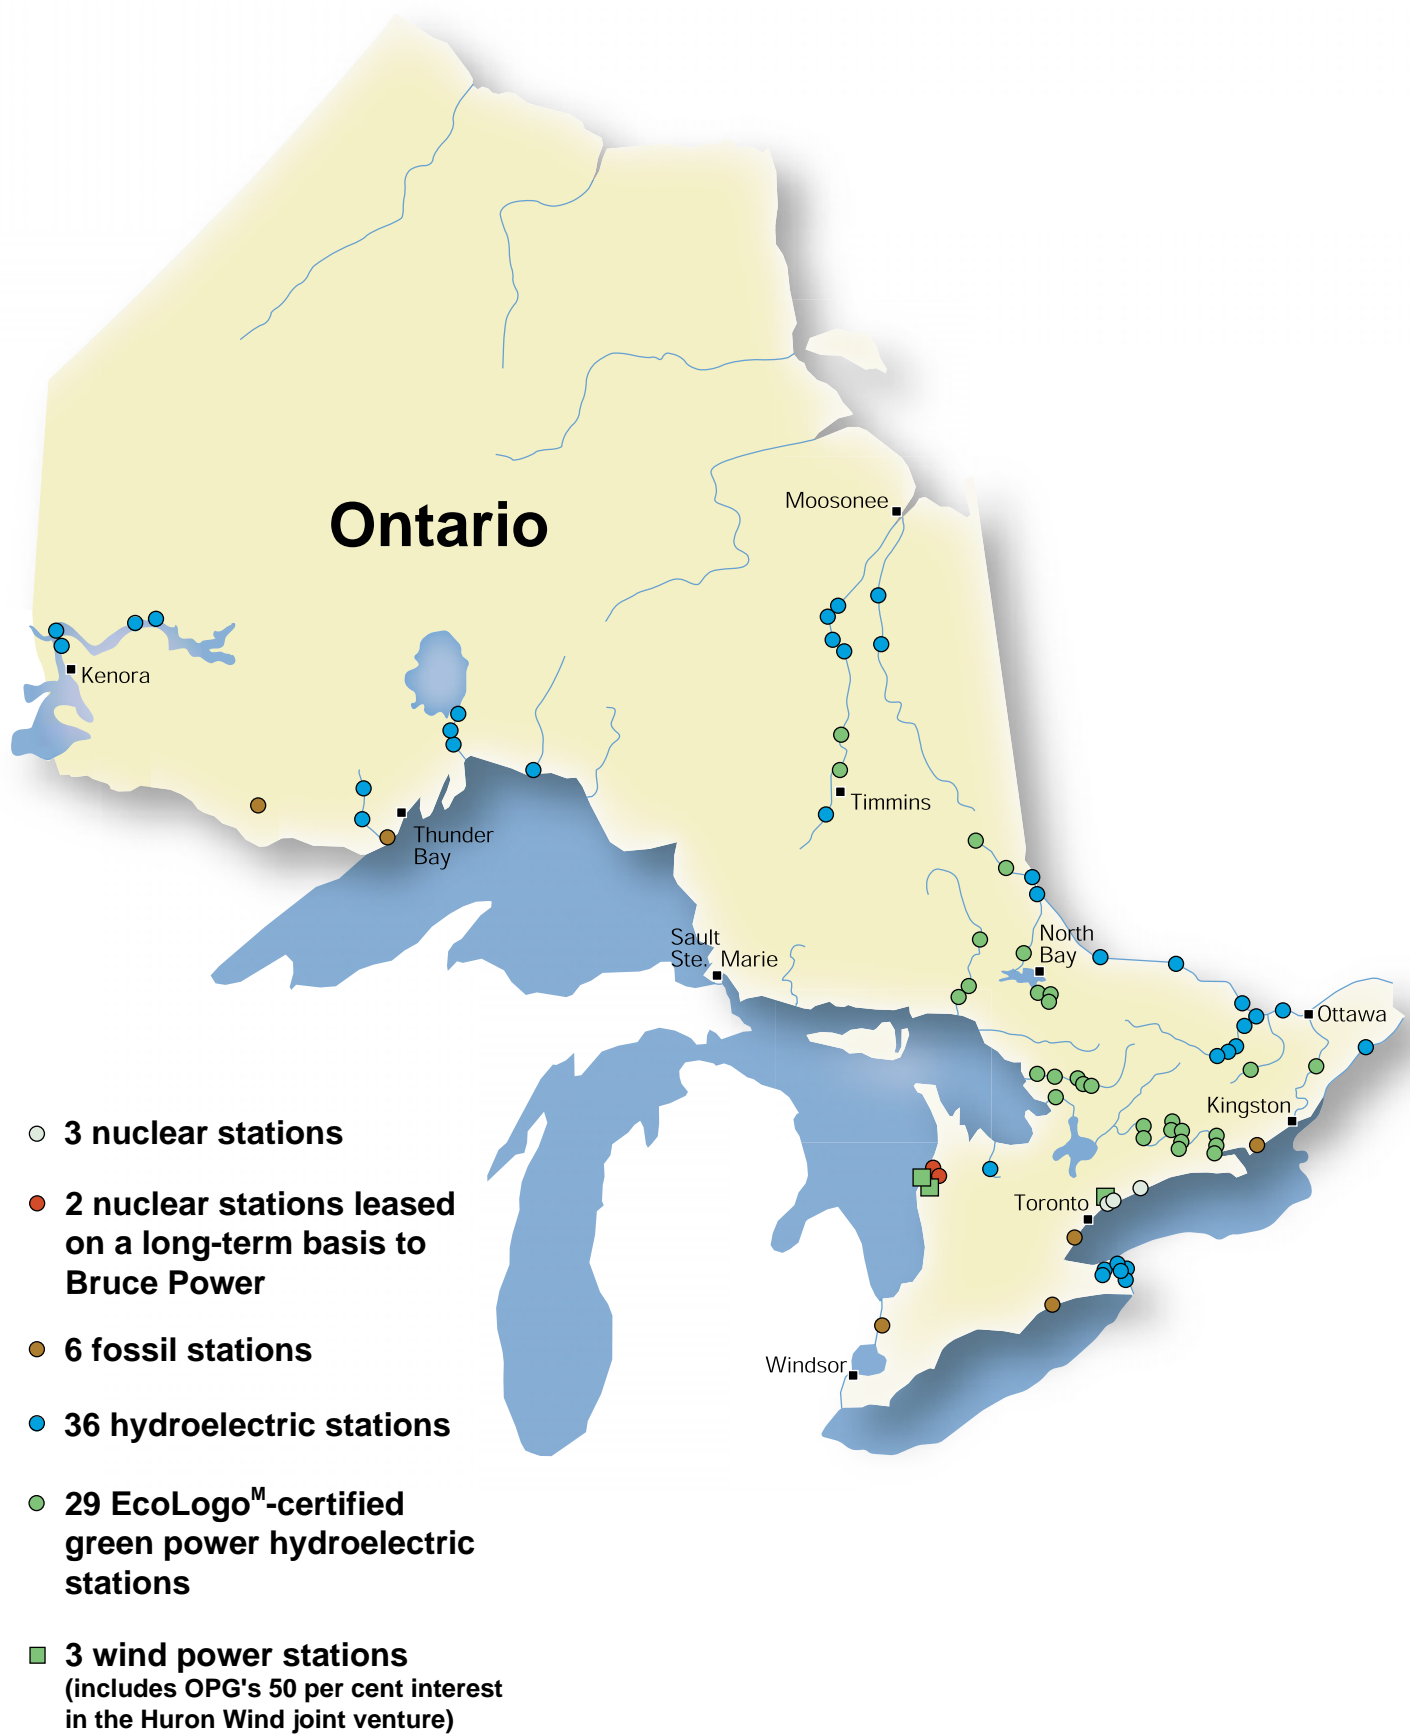 Ontario
Moosonee
Kenora
Timmins
Thunder
Bay
North
Bay
Sault
Ste. Marie
Ottawa
Kingston
Toronto
Windsor
3 nuclear stations
2 nuclear stations leased
on a long-term basis to
Bruce Power
6 fossil stations
36 hydroelectric stations
29 EcoLogoᴹ-certified
green power hydroelectric
stations
3 wind power stations
(includes OPG's 50 per cent interest
in the Huron Wind joint venture)